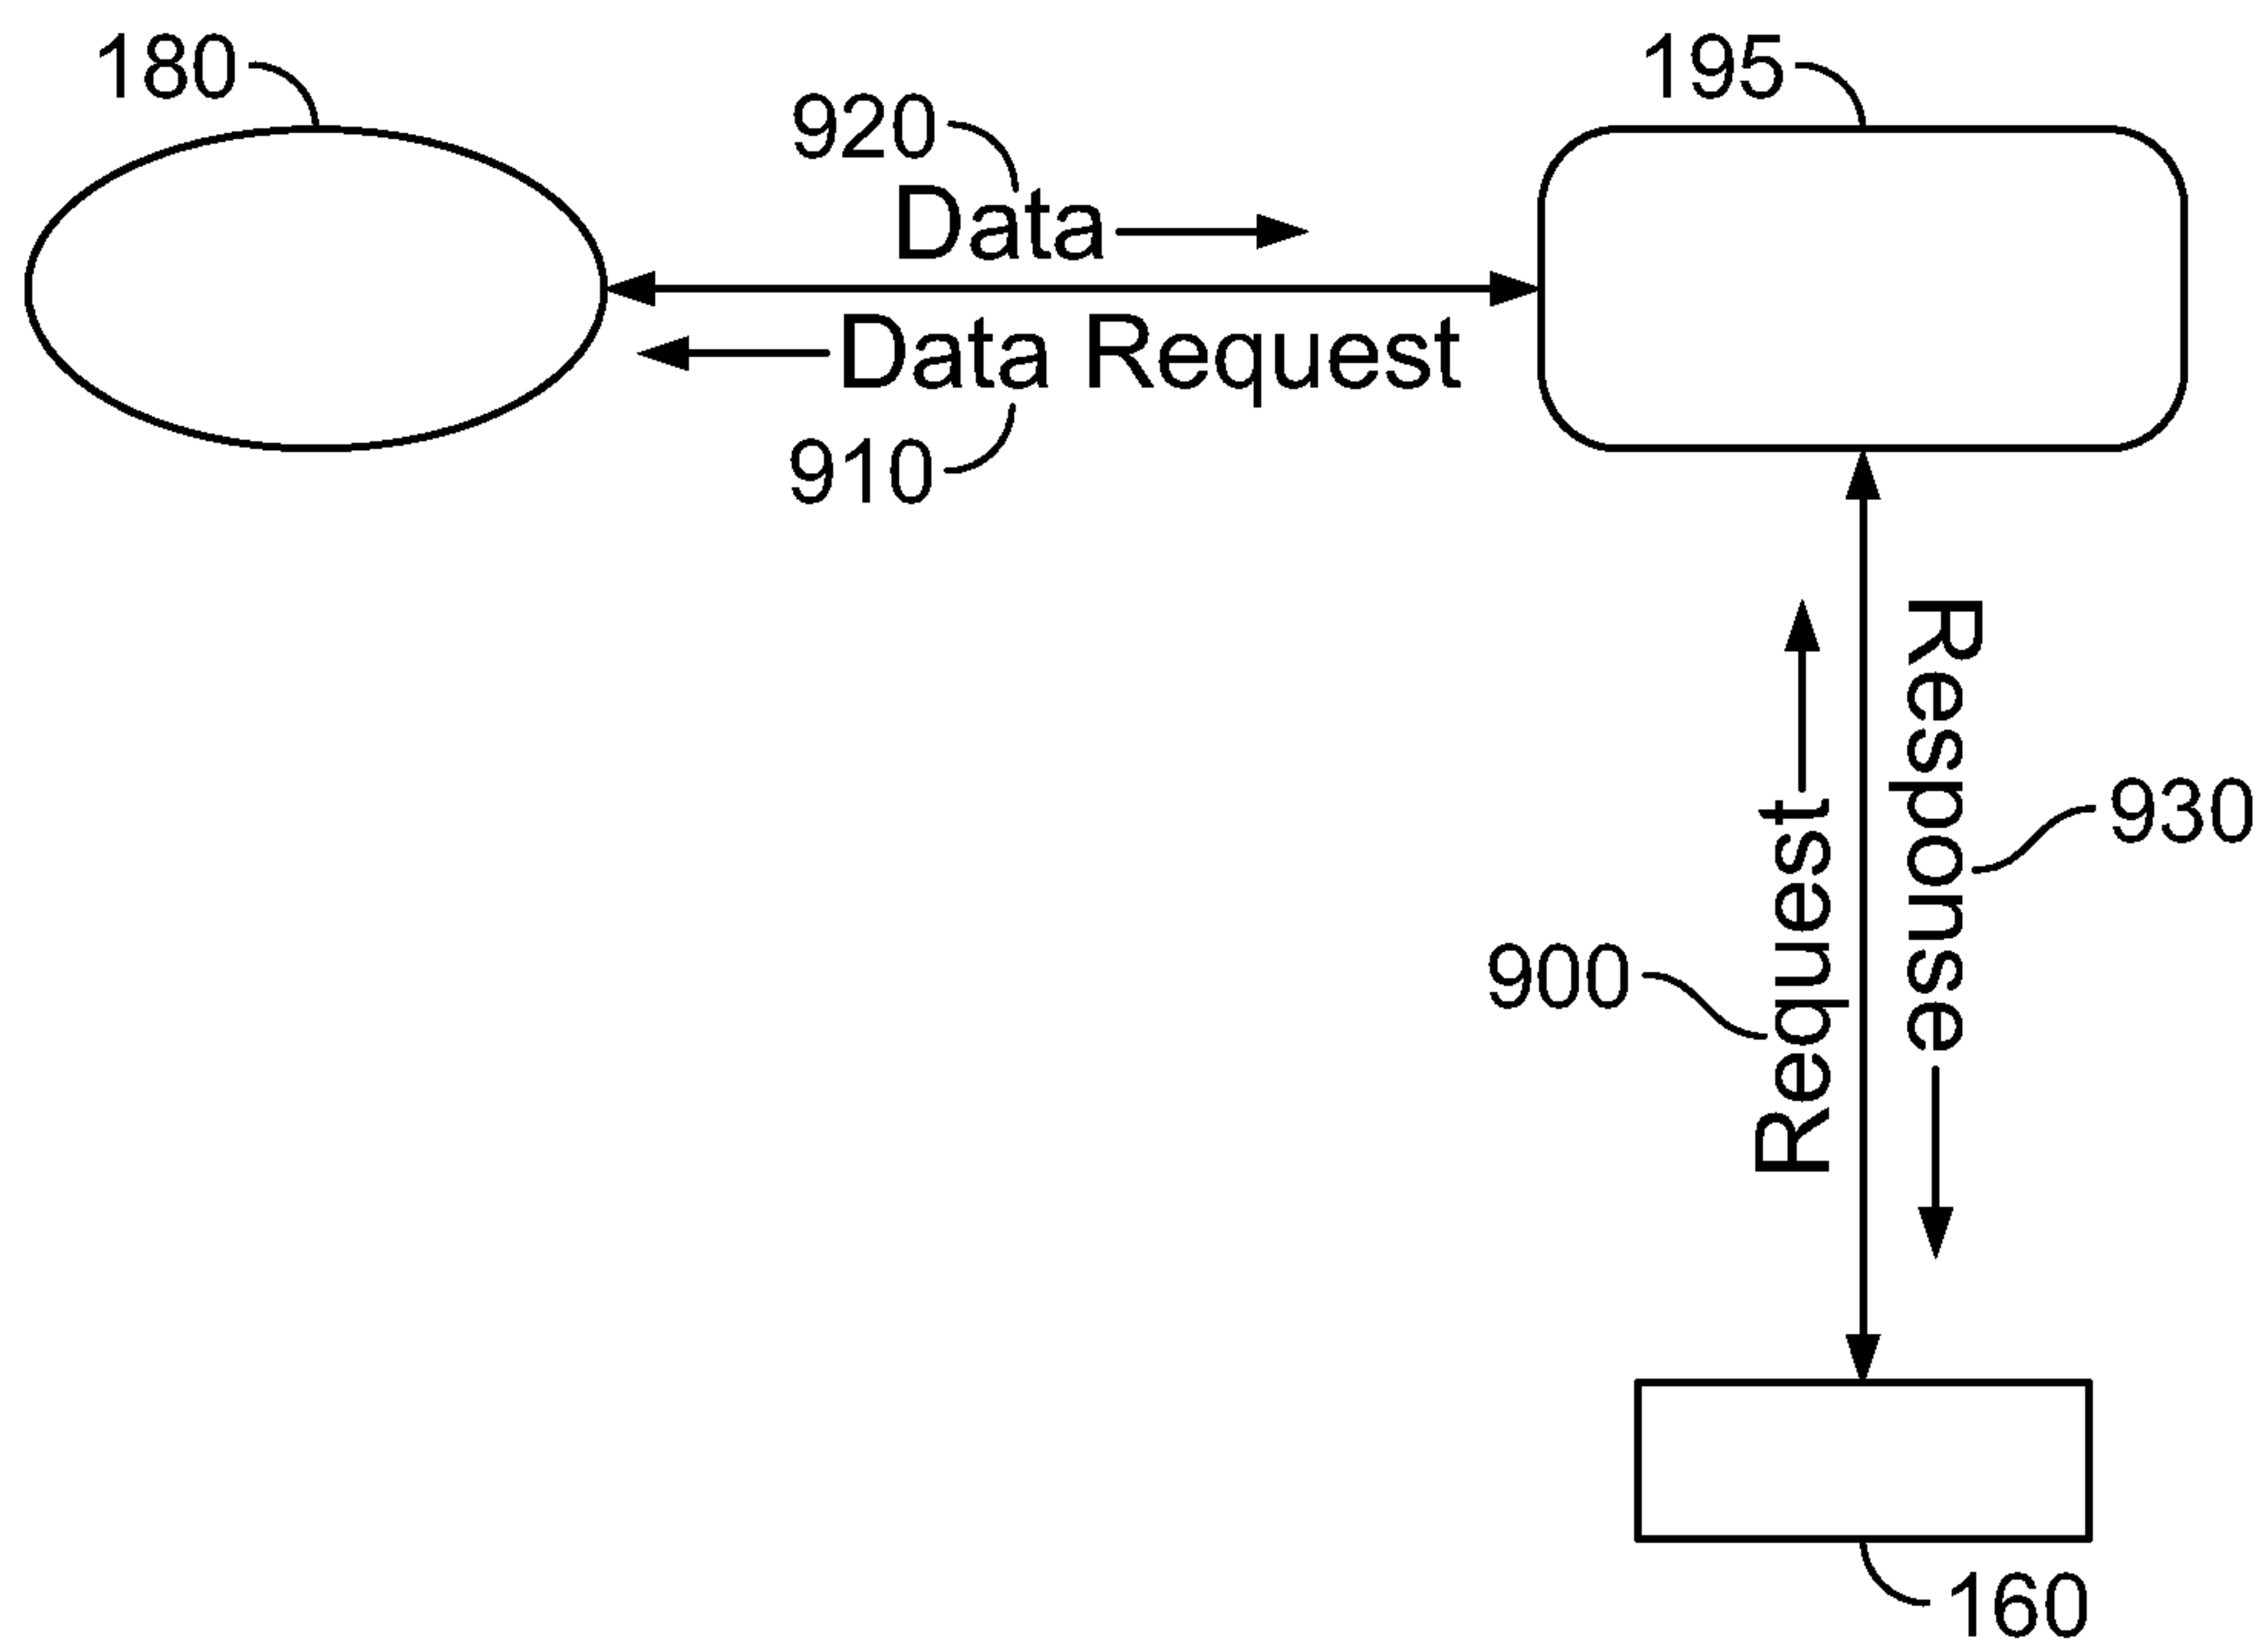 180
195
920
Data
Data Request
910
Response
930
Request
900
160